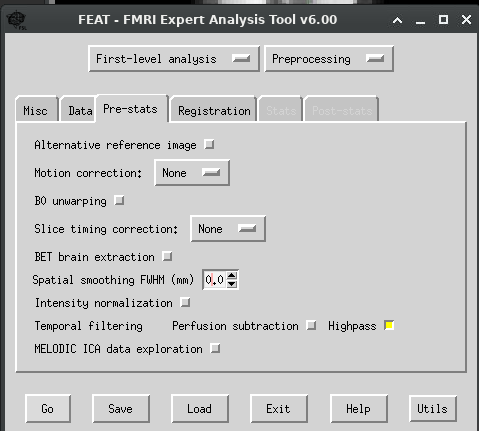 FEAT - FMRI Expert Analysis Tool v6.00
First-level analysis Preprocessing
Misc Data Pre-stats Registration Stats Post-stats
Alternative reference image
Motion correction: None
B0 unwarping
Slice timing correction: None
BET brain extraction
Spatial smoothing FWHM (mm) 0.0
Intensity normalization
Temporal filtering Perfusion subtraction Highpass
MELODIC ICA data exploration
Go Save Load Exit Help Utils